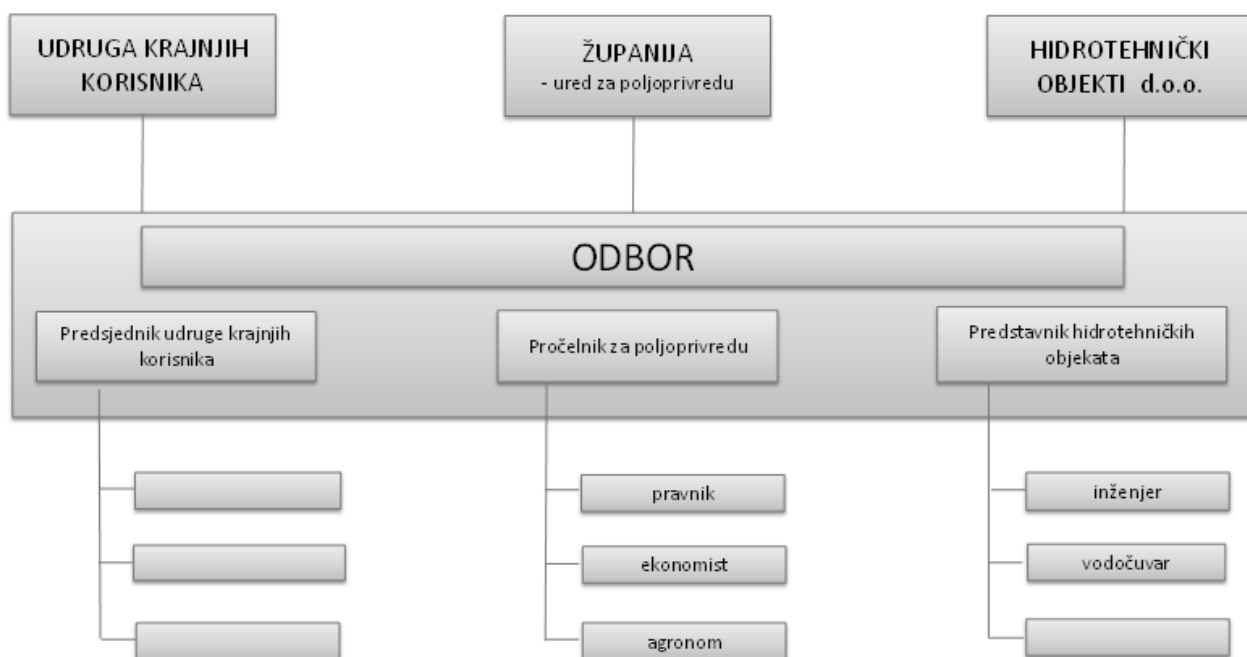 UDRUGA KRAJNJIH
KORISNIKA
ŽUPANIJA
- ured za poljoprivredu
HIDROTEHNIČKI
OBJEKTI d.o.o.
ODBOR
Predsjednik udruge krajnjih
korisnika
Pročelnik za poljoprivredu
Predstavnik hidrotehničkih
objekata
pravnik
ekonomist
agronom
inženjer
vodočuvar